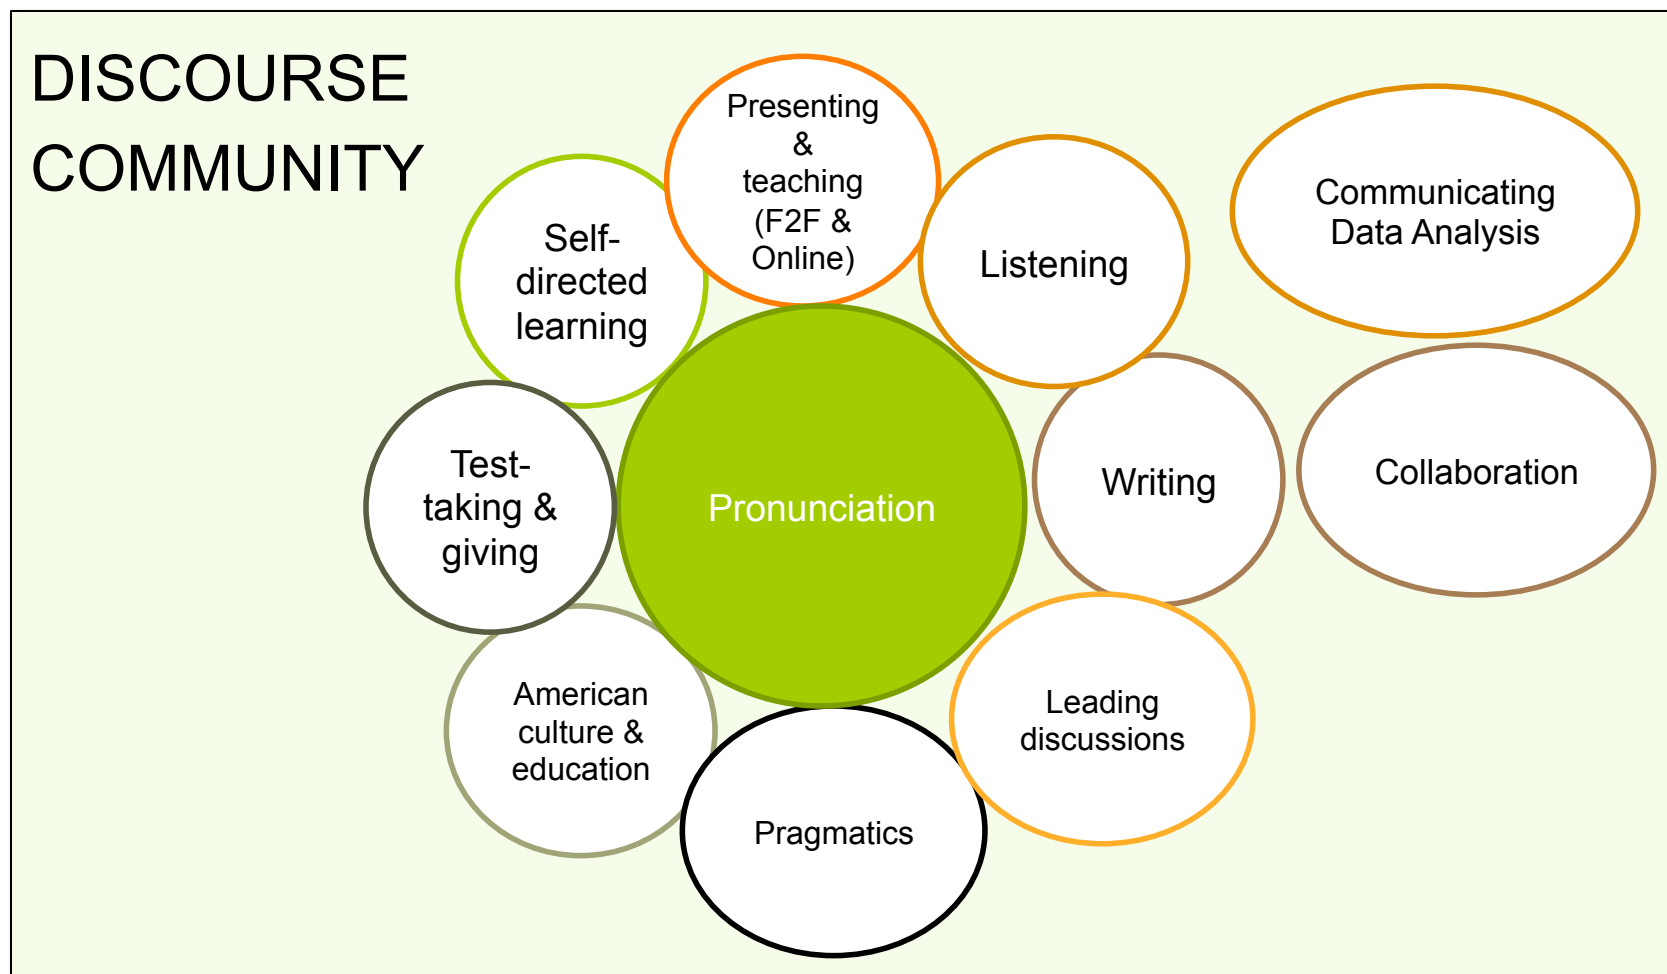 DISCOURSE
COMMUNITY
Presenting
&
teaching
(F2F &
Online)
Self-
directed
learning
Listening
Communicating
Data Analysis
Test-
taking &
giving
Pronunciation
Writing
Collaboration
American
culture &
education
Leading
discussions
Pragmatics